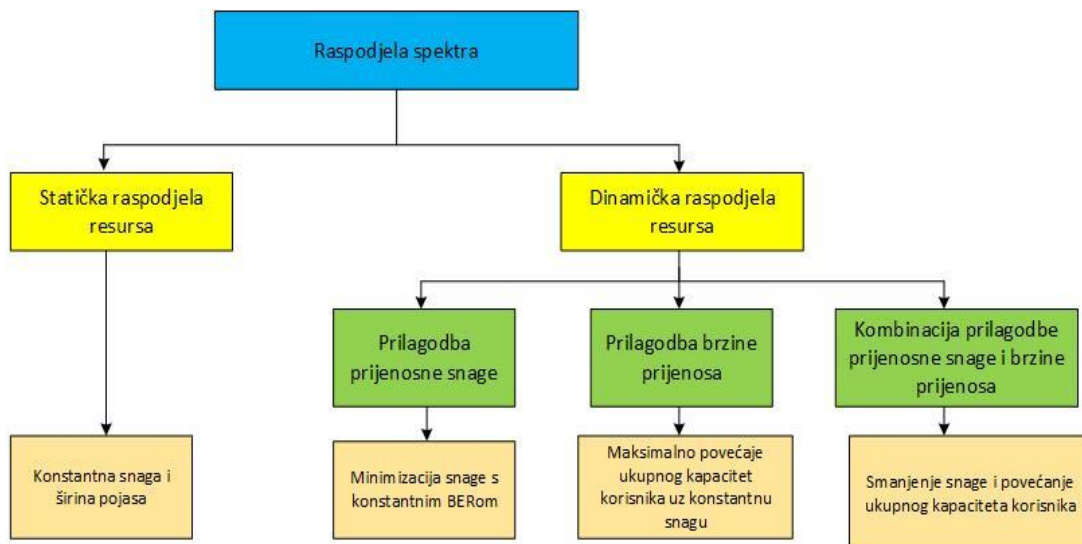 Raspodjela spektra
Statička raspodjela
resursa
Dinamička raspodjela
resursa
Prilagodba
prijenosne snage
Prilagodba brzine
prijenosa
Kombinacija prilagodbe
prijenosne snage i brzine
prijenosa
Konstantna snaga i
širina pojasa
Minimizacija snage s
konstantnim BERom
Maksimalno povećaje
ukupnog kapacitet
korisnika uz konstantnu
snagu
Smanjenje snage i povećanje
ukupnog kapaciteta korisnika